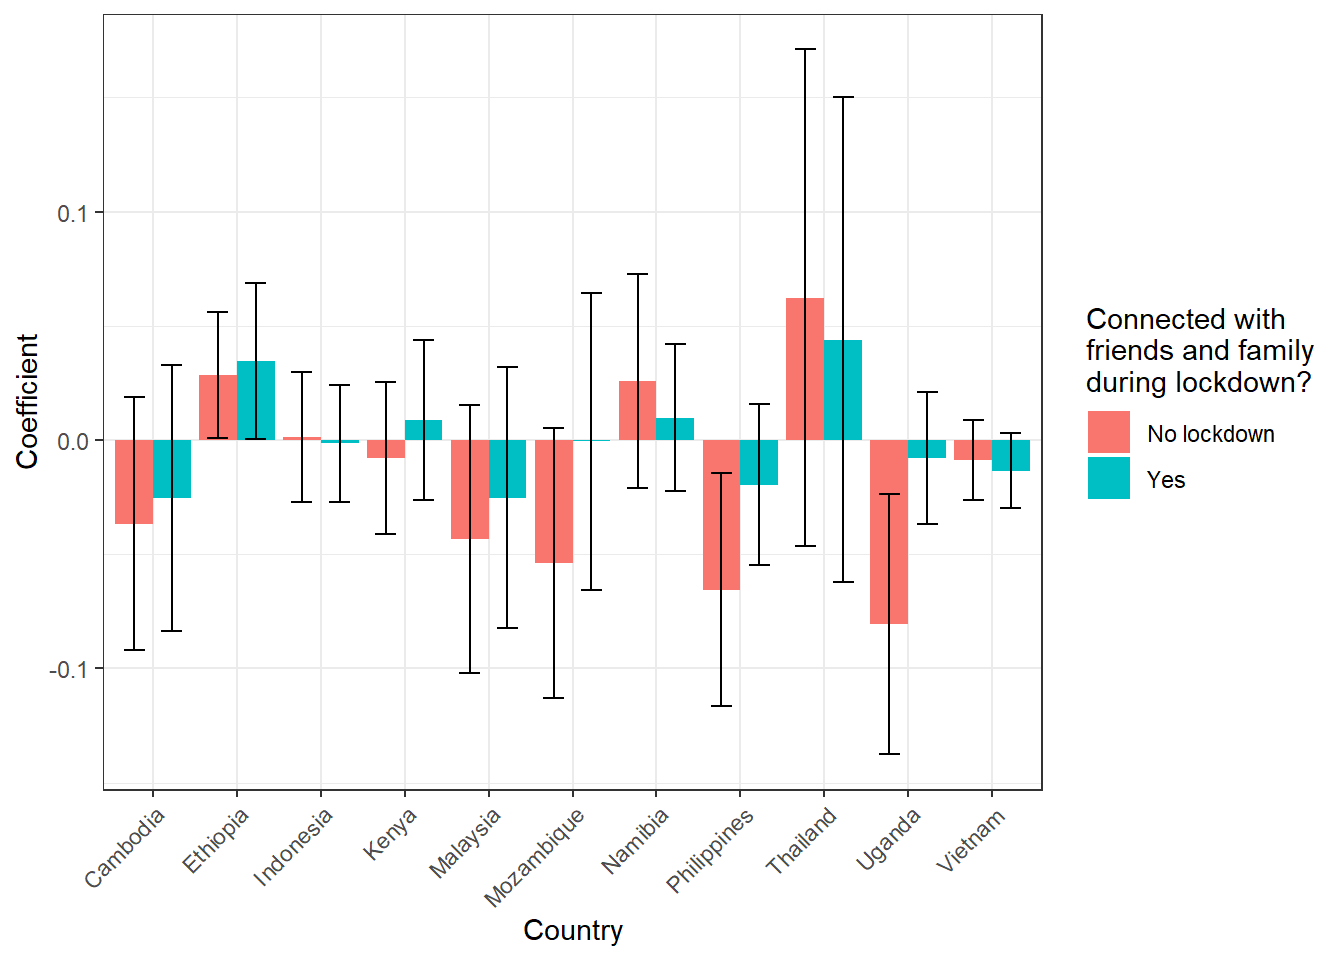 Coefficient
0.1
0.0
-0.1
Cambodia
Ethiopia
Indonesia
Kenya
Malaysia
Mozambique
Namibia
Philippines
Thailand
Uganda
Vietnam
Country
Connected with
friends and family
during lockdown?
No lockdown
Yes